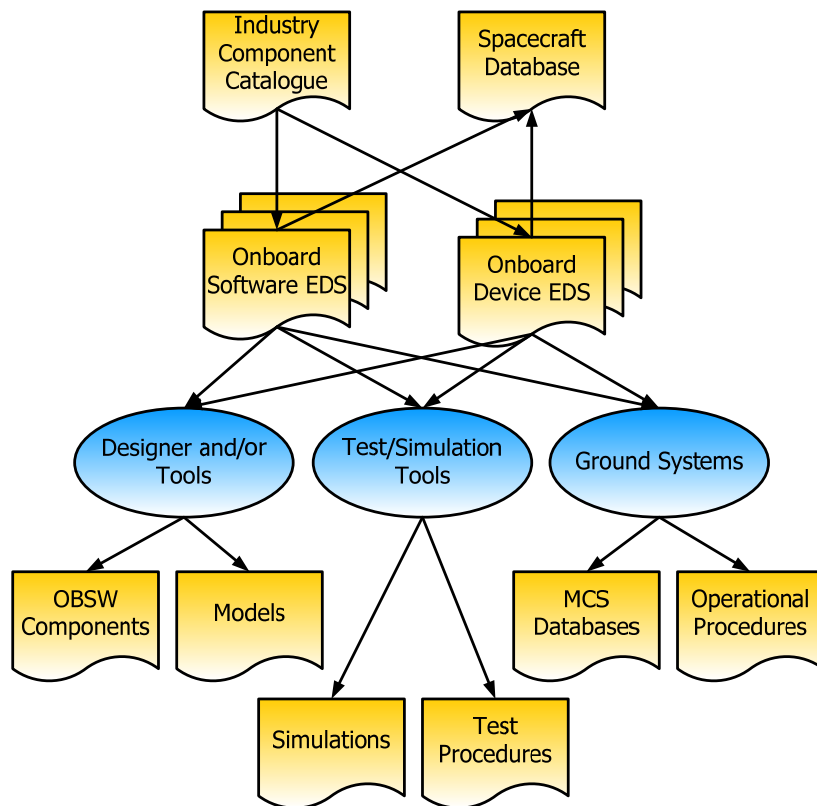 Industry
Component
Catalogue
Spacecraft
Database
Onboard
Software EDS
Onboard
Device EDS
Designer and/or
Tools
Test/Simulation
Tools
Ground Systems
OBSW
Components
Models
MCS
Databases
Operational
Procedures
Simulations
Test
Procedures